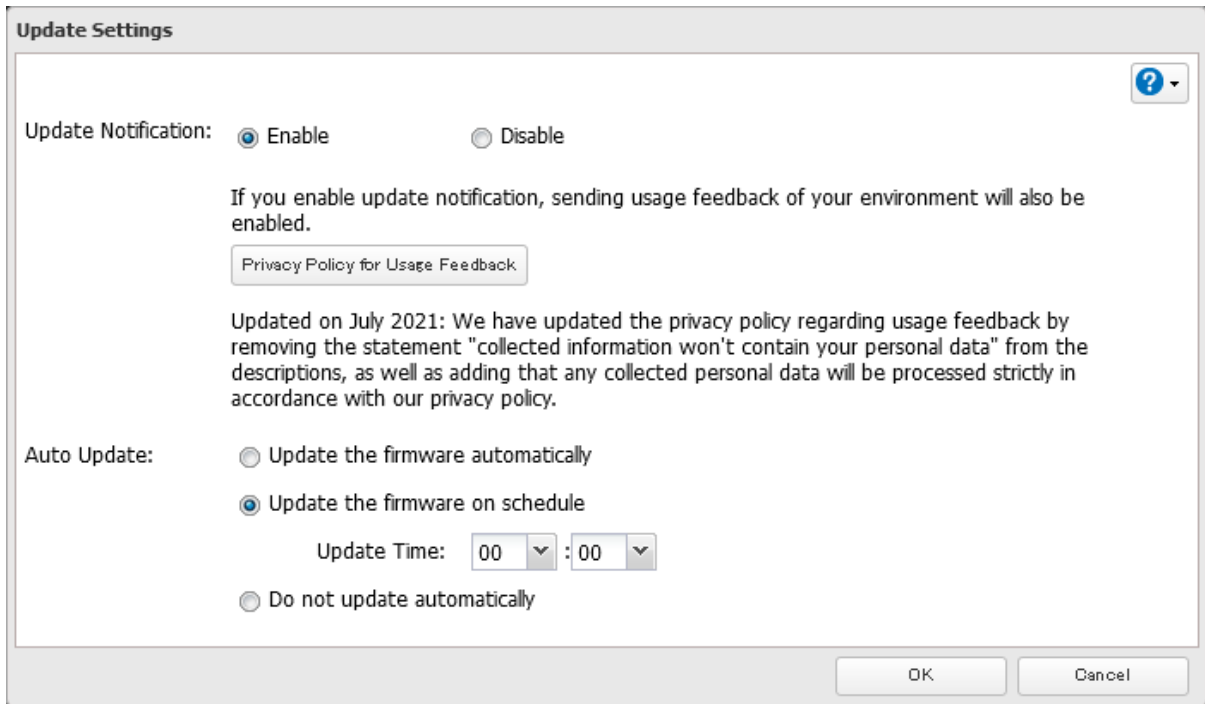 Update Settings
?
Update Notification: Enable Disable
If you enable update notification, sending usage feedback of your environment will also be
enabled.
Privacy Policy for Usage Feedback
Updated on July 2021: We have updated the privacy policy regarding usage feedback by
removing the statement "collected information won't contain your personal data" from the
descriptions, as well as adding that any collected personal data will be processed strictly in
accordance with our privacy policy.
Auto Update: Update the firmware automatically
Update the firmware on schedule
Update Time: 00 : 00
Do not update automatically
OK Cancel